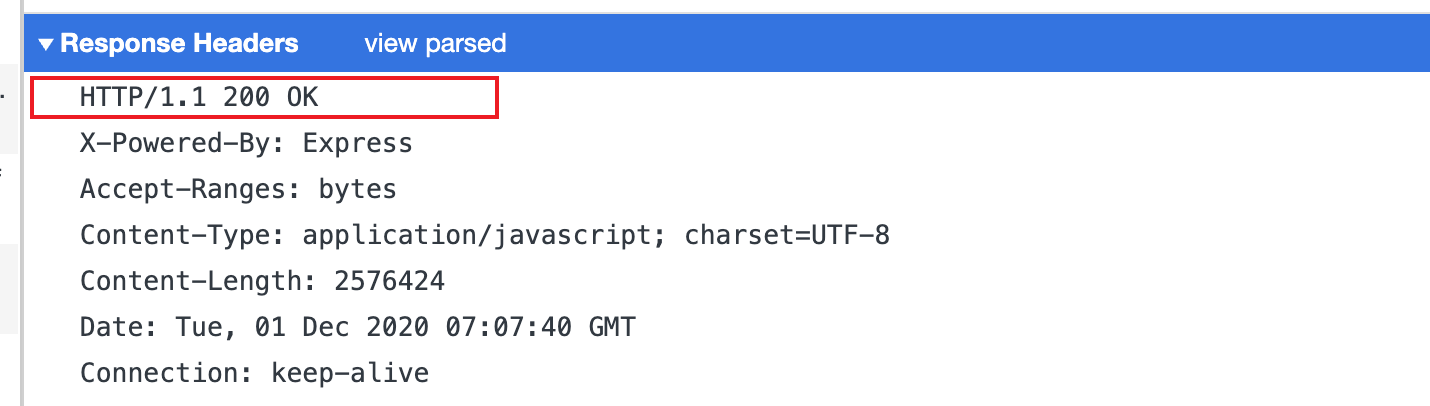 Response Headers view parsed
HTTP/1.1 200 OK
X-Powered-By: Express
Accept-Ranges: bytes
Content-Type: application/javascript; charset=UTF-8
Content-Length: 2576424
Date: Tue, 01 Dec 2020 07:07:40 GMT
Connection: keep-alive